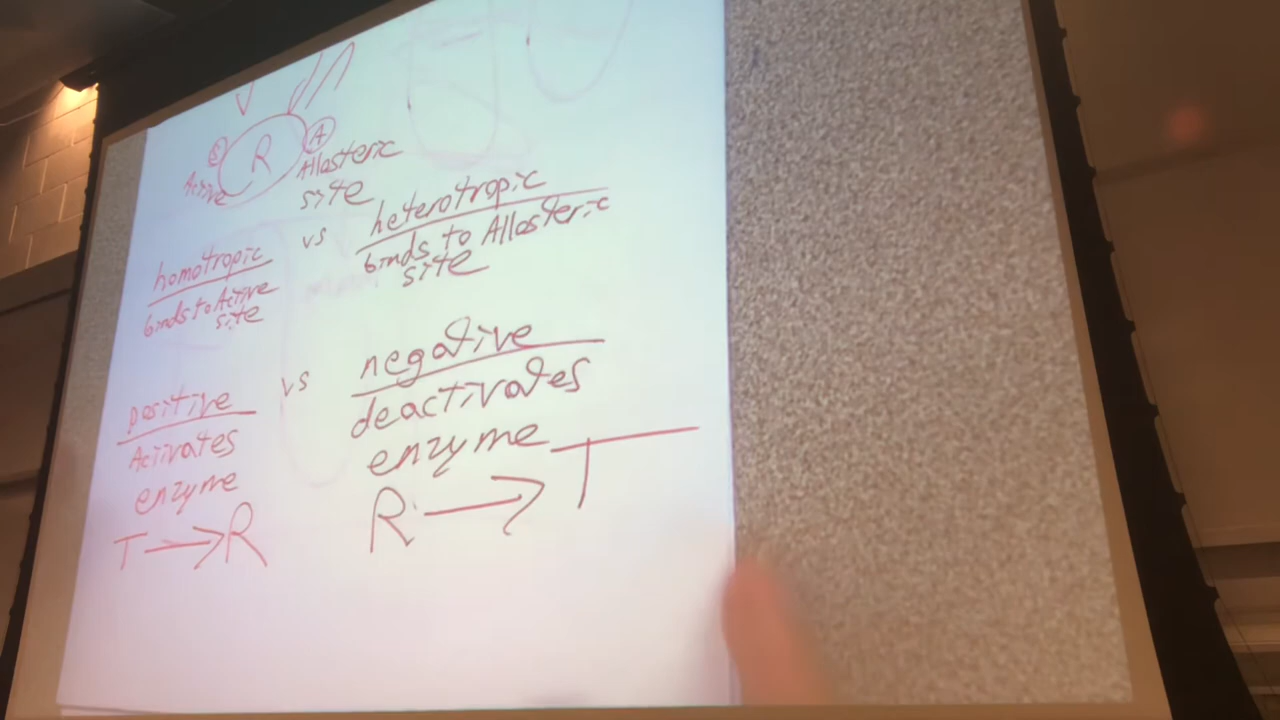 S R A
Active Allosteric
site
homotropic vs heterotropic
binds to Active
site
binds to Allosteric
site
positive vs negative
Activates
enzyme
T → R
deactivates
enzyme
R → T